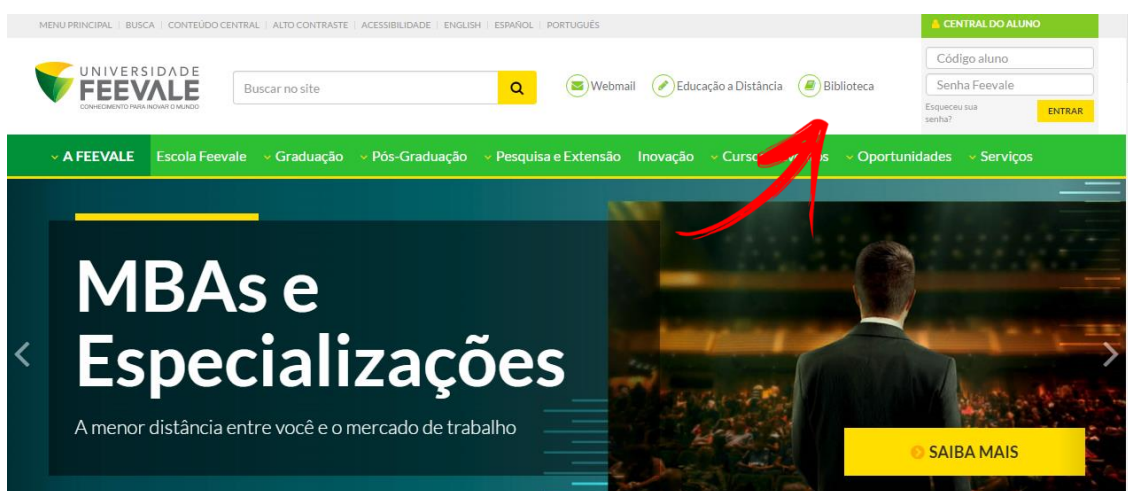 MENU PRINCIPAL | BUSCA | CONTEÚDO CENTRAL | ALTO CONTRASTE | ACESSIBILIDADE | ENGLISH | ESPAÑOL | PORTUGUÊS
CENTRAL DO ALUNO
UNIVERSIDADE
FEEVALE
CONHECIMENTO PARA INOVAR O MUNDO
Buscar no site
Webmail
Educação a Distância
Biblioteca
Código aluno
Senha Feevale
Esqueceu sua
senha?
ENTRAR
A FEEVALE Escola Feevale Graduação Pós-Graduação Pesquisa e Extensão Inovação Oportunidades Serviços
MBAs e
Especializações
A menor distância entre você e o mercado de trabalho
SAIBA MAIS